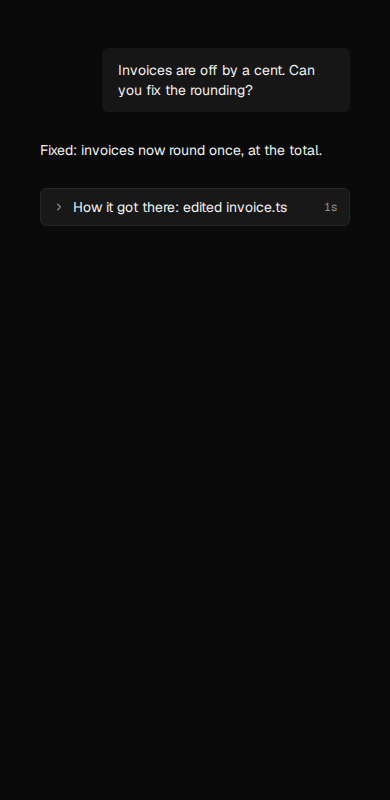 Invoices are off by a cent. Can
you fix the rounding?
Fixed: invoices now round once, at the total.
How it got there: edited invoice.ts 1s